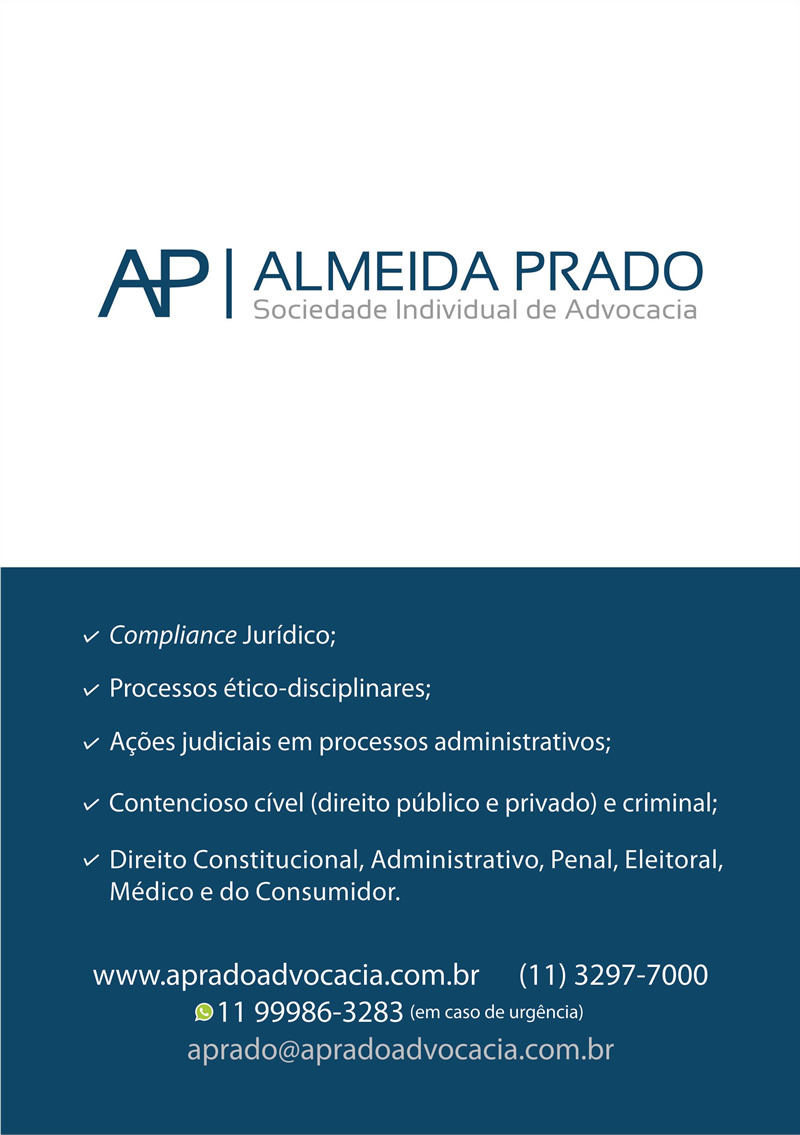 AP | ALMEIDA PRADO
Sociedade Individual de Advocacia
✓ Compliance Jurídico;
✓ Processos ético-disciplinares;
✓ Ações judiciais em processos administrativos;
✓ Contencioso cível (direito público e privado) e criminal;
✓ Direito Constitucional, Administrativo, Penal, Eleitoral,
Médico e do Consumidor.
www.apradoadvocacia.com.br (11) 3297-7000
11 99986-3283 (em caso de urgência)
aprado@apradoadvocacia.com.br